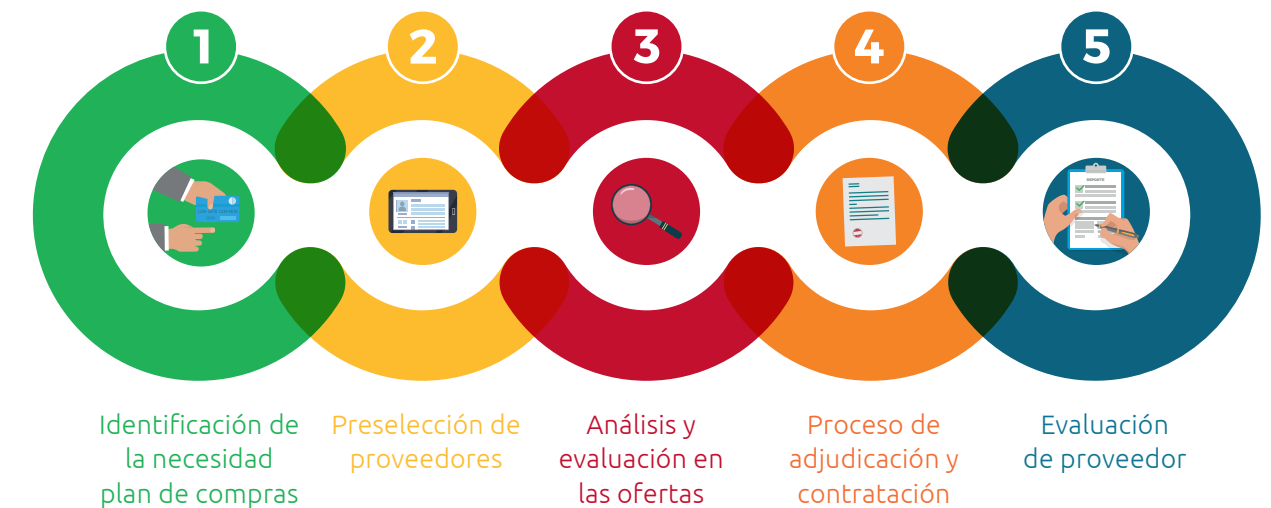 1
2
3
4
5
REPORTE
Identificación de
la necesidad
plan de compras
Preselección de
proveedores
Análisis y
evaluación en
las ofertas
Proceso de
adjudicación y
contratación
Evaluación
de proveedor